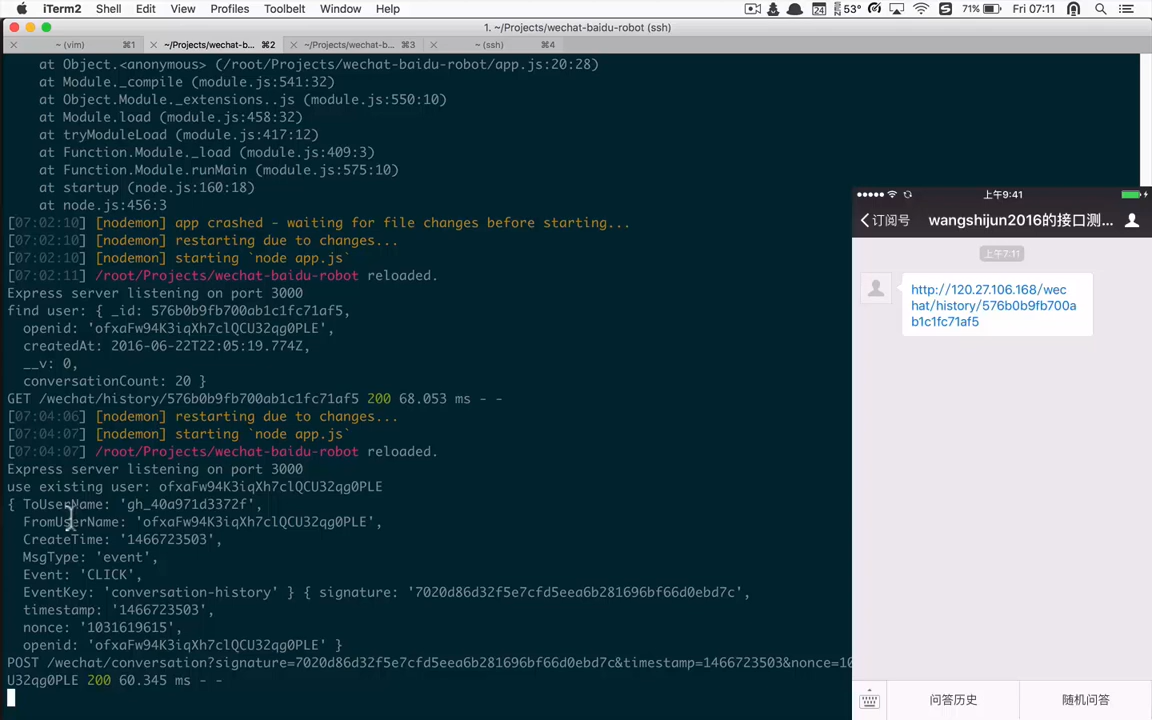 iTerm2 Shell Edit View Profiles Toolbelt Window Help 24 53° 71% Fri 07:11
1. ~/Projects/wechat-baidu-robot (ssh)
~ (vim) ⌘1 ~/Projects/wechat-b... ⌘2 ~/Projects/wechat-b... ⌘3 ~ (ssh) ⌘4
at Object.<anonymous> (/root/Projects/wechat-baidu-robot/app.js:20:28)
at Module._compile (module.js:541:32)
at Object.Module._extensions..js (module.js:550:10)
at Module.load (module.js:458:32)
at tryModuleLoad (module.js:417:12)
at Function.Module._load (module.js:409:3)
at Function.Module.runMain (module.js:575:10)
at startup (node.js:160:18)
at node.js:456:3
[07:02:10] [nodemon] app crashed - waiting for file changes before starting...
[07:02:10] [nodemon] restarting due to changes...
[07:02:10] [nodemon] starting `node app.js`
[07:02:11] /root/Projects/wechat-baidu-robot reloaded.
Express server listening on port 3000
find user: { _id: 576b0b9fb700ab1c1fc71af5,
openid: 'ofxaFw94K3iqXh7clQCU32qg0PLE',
createdAt: 2016-06-22T22:05:19.774Z,
__v: 0,
conversationCount: 20 }
GET /wechat/history/576b0b9fb700ab1c1fc71af5 200 68.053 ms - -
[07:04:06] [nodemon] restarting due to changes...
[07:04:07] [nodemon] starting `node app.js`
[07:04:07] /root/Projects/wechat-baidu-robot reloaded.
Express server listening on port 3000
use existing user: ofxaFw94K3iqXh7clQCU32qg0PLE
{ ToUserName: 'gh_40a971d3372f',
FromUserName: 'ofxaFw94K3iqXh7clQCU32qg0PLE',
CreateTime: '1466723503',
MsgType: 'event',
Event: 'CLICK',
EventKey: 'conversation-history' } { signature: '7020d86d32f5e7cfd5eea6b281696bf66d0ebd7c',
timestamp: '1466723503',
nonce: '1031619615',
openid: 'ofxaFw94K3iqXh7clQCU32qg0PLE' }
POST /wechat/conversation?signature=7020d86d32f5e7cfd5eea6b281696bf66d0ebd7c&timestamp=1466723503&nonce=10
U32qg0PLE 200 60.345 ms - -
上午9:41
订阅号 wangshijun2016的接口测...
上午7:11
http://120.27.106.168/wec
hat/history/576b0b9fb700a
b1c1fc71af5
问答历史 随机问答